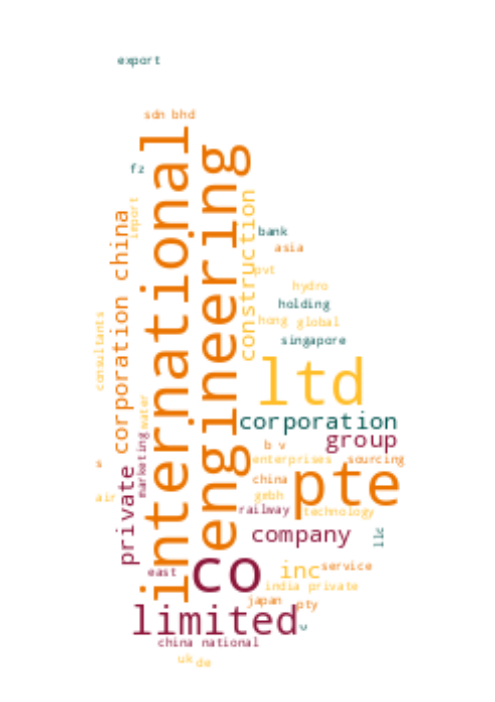 export
sdn bhd
fz
international
engineering
import
corporation china
construction
bank
asia
pvt
hydro
holding
hong
global
singapore
consultants
ltd
water
corporation
marketing
group
b v
enterprises
sourcing
s
private
china
pte
air
gmbh
railway
technology
company
llc
co
inc
service
east
india private
japan
pty
limited
v
china national
uk
de